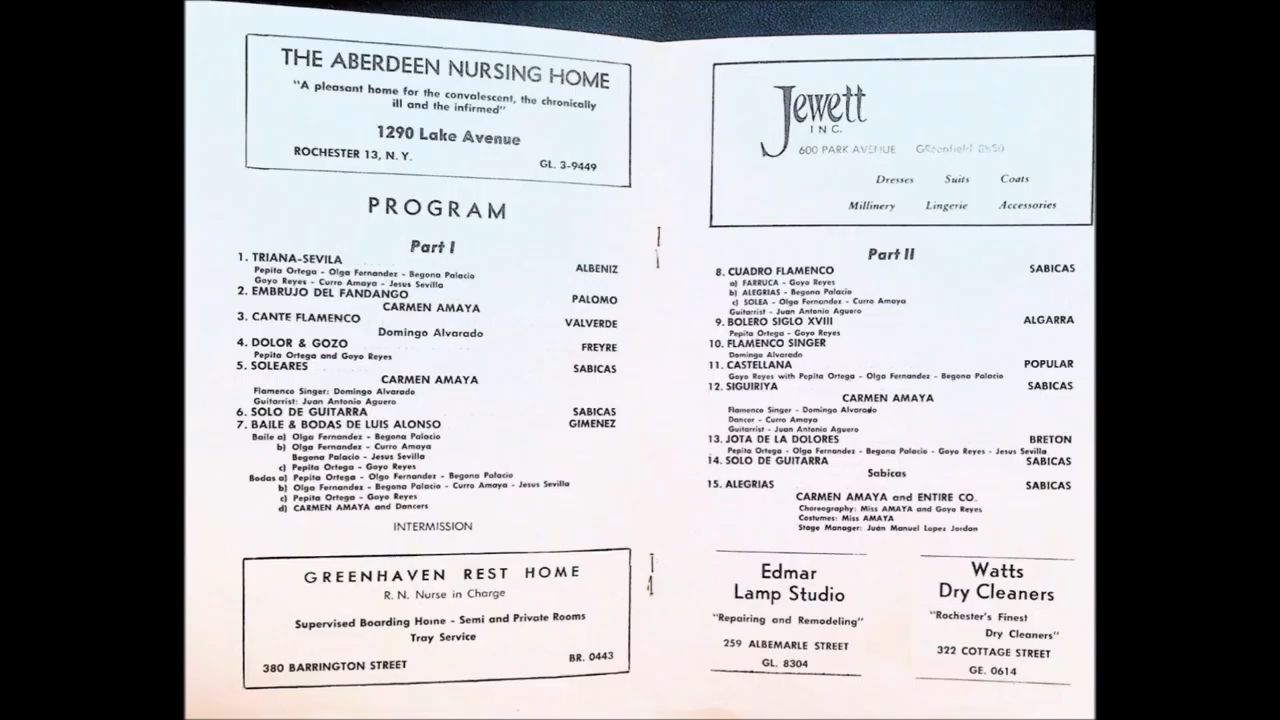 THE ABERDEEN NURSING HOME
"A pleasant home for the convalescent, the chronically
ill and the infirmed"
1290 Lake Avenue
ROCHESTER 13, N. Y. GL. 3-9449
PROGRAM
Part I
1. TRIANA-SEVILA ALBENIZ
Pepita Ortega - Olga Fernandez - Begona Palacio
Goyo Reyes - Curro Amaya - Jesus Sevilla
2. EMBRUJO DEL FANDANGO PALOMO
CARMEN AMAYA
3. CANTE FLAMENCO VALVERDE
Domingo Alvarado
4. DOLOR & GOZO FREYRE
Pepita Ortega and Goyo Reyes
5. SOLEARES SABICAS
CARMEN AMAYA
Flamenco Singer: Domingo Alvarado
Guitarrist: Juan Antonio Aguero
6. SOLO DE GUITARRA SABICAS
7. BAILE & BODAS DE LUIS ALONSO GIMENEZ
Baile a) Olga Fernandez - Begona Palacio
b) Olga Fernandez - Curro Amaya
Begona Palacio - Jesus Sevilla
c) Pepita Ortega - Goyo Reyes
Bodas a) Pepita Ortega - Olga Fernandez - Begona Palacio
b) Olga Fernandez - Begona Palacio - Curro Amaya - Jesus Sevilla
c) Pepita Ortega - Goyo Reyes
d) CARMEN AMAYA and Dancers
INTERMISSION
GREENHAVEN REST HOME
R. N. Nurse in Charge
Supervised Boarding Home - Semi and Private Rooms
Tray Service
380 BARRINGTON STREET BR. 0443
Jewett
INC.
600 PARK AVENUE GReenfield
Dresses Suits Coats
Millinery Lingerie Accessories
Part II
8. CUADRO FLAMENCO SABICAS
a) FARRUCA - Goyo Reyes
b) ALEGRIAS - Begona Palacio
c) SOLEA - Olga Fernandez - Curro Amaya
Guitarrist - Juan Antonio Aguero
9. BOLERO SIGLO XVIII ALGARRA
Pepita Ortega - Goyo Reyes
10. FLAMENCO SINGER
Domingo Alvarado
11. CASTELLANA POPULAR
Goyo Reyes with Pepita Ortega - Olga Fernandez - Begona Palacio
12. SIGUIRIYA SABICAS
CARMEN AMAYA
Flamenco Singer - Domingo Alvarado
Dancer - Curro Amaya
Guitarrist - Juan Antonio Aguero
13. JOTA DE LA DOLORES BRETON
Pepita Ortega - Olga Fernandez - Begona Palacio - Goyo Reyes - Jesus Sevilla
14. SOLO DE GUITARRA SABICAS
Sabicas
15. ALEGRIAS SABICAS
CARMEN AMAYA and ENTIRE CO.
Choreography: Miss AMAYA and Goyo Reyes
Costumes: Miss AMAYA
Stage Manager: Juan Manuel Lopez Jordan
Edmar
Lamp Studio
"Repairing and Remodeling"
259 ALBEMARLE STREET
GL. 8304
Watts
Dry Cleaners
"Rochester's Finest
Dry Cleaners"
322 COTTAGE STREET
GE. 0614